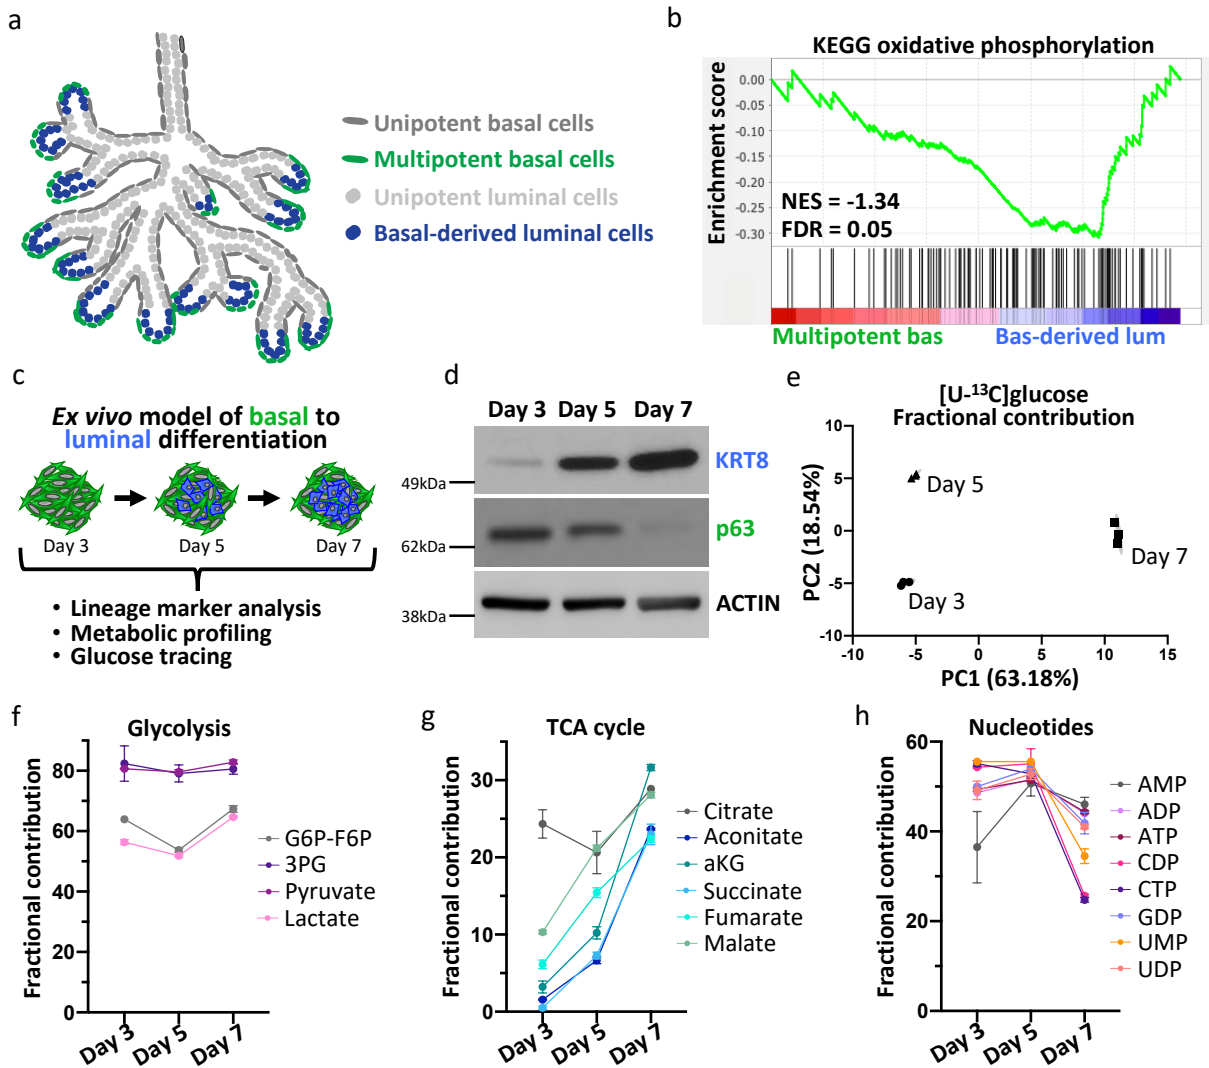 a
Unipotent basal cells
Multipotent basal cells
Unipotent luminal cells
Basal-derived luminal cells
b
KEGG oxidative phosphorylation
Enrichment score
0.00
-0.05
-0.10
-0.15
-0.20
-0.25
-0.30
NES = -1.34
FDR = 0.05
Multipotent bas
Bas-derived lum
c
Ex vivo model of basal to
luminal differentiation
Day 3
Day 5
Day 7
• Lineage marker analysis
• Metabolic profiling
• Glucose tracing
d
Day 3 Day 5 Day 7
KRT8
49kDa
p63
62kDa
ACTIN
38kDa
e
[U-¹³C]glucose
Fractional contribution
PC2 (18.54%)
10
5
0
-5
-10
Day 5
Day 7
Day 3
-10 -5 0 5 10 15
PC1 (63.18%)
f
Glycolysis
Fractional contribution
80
60
40
20
0
Day 3 Day 5 Day 7
G6P-F6P
3PG
Pyruvate
Lactate
g
TCA cycle
Fractional contribution
30
20
10
0
Day 3 Day 5 Day 7
Citrate
Aconitate
aKG
Succinate
Fumarate
Malate
h
Nucleotides
Fractional contribution
60
40
20
0
Day 3 Day 5 Day 7
AMP
ADP
ATP
CDP
CTP
GDP
UMP
UDP